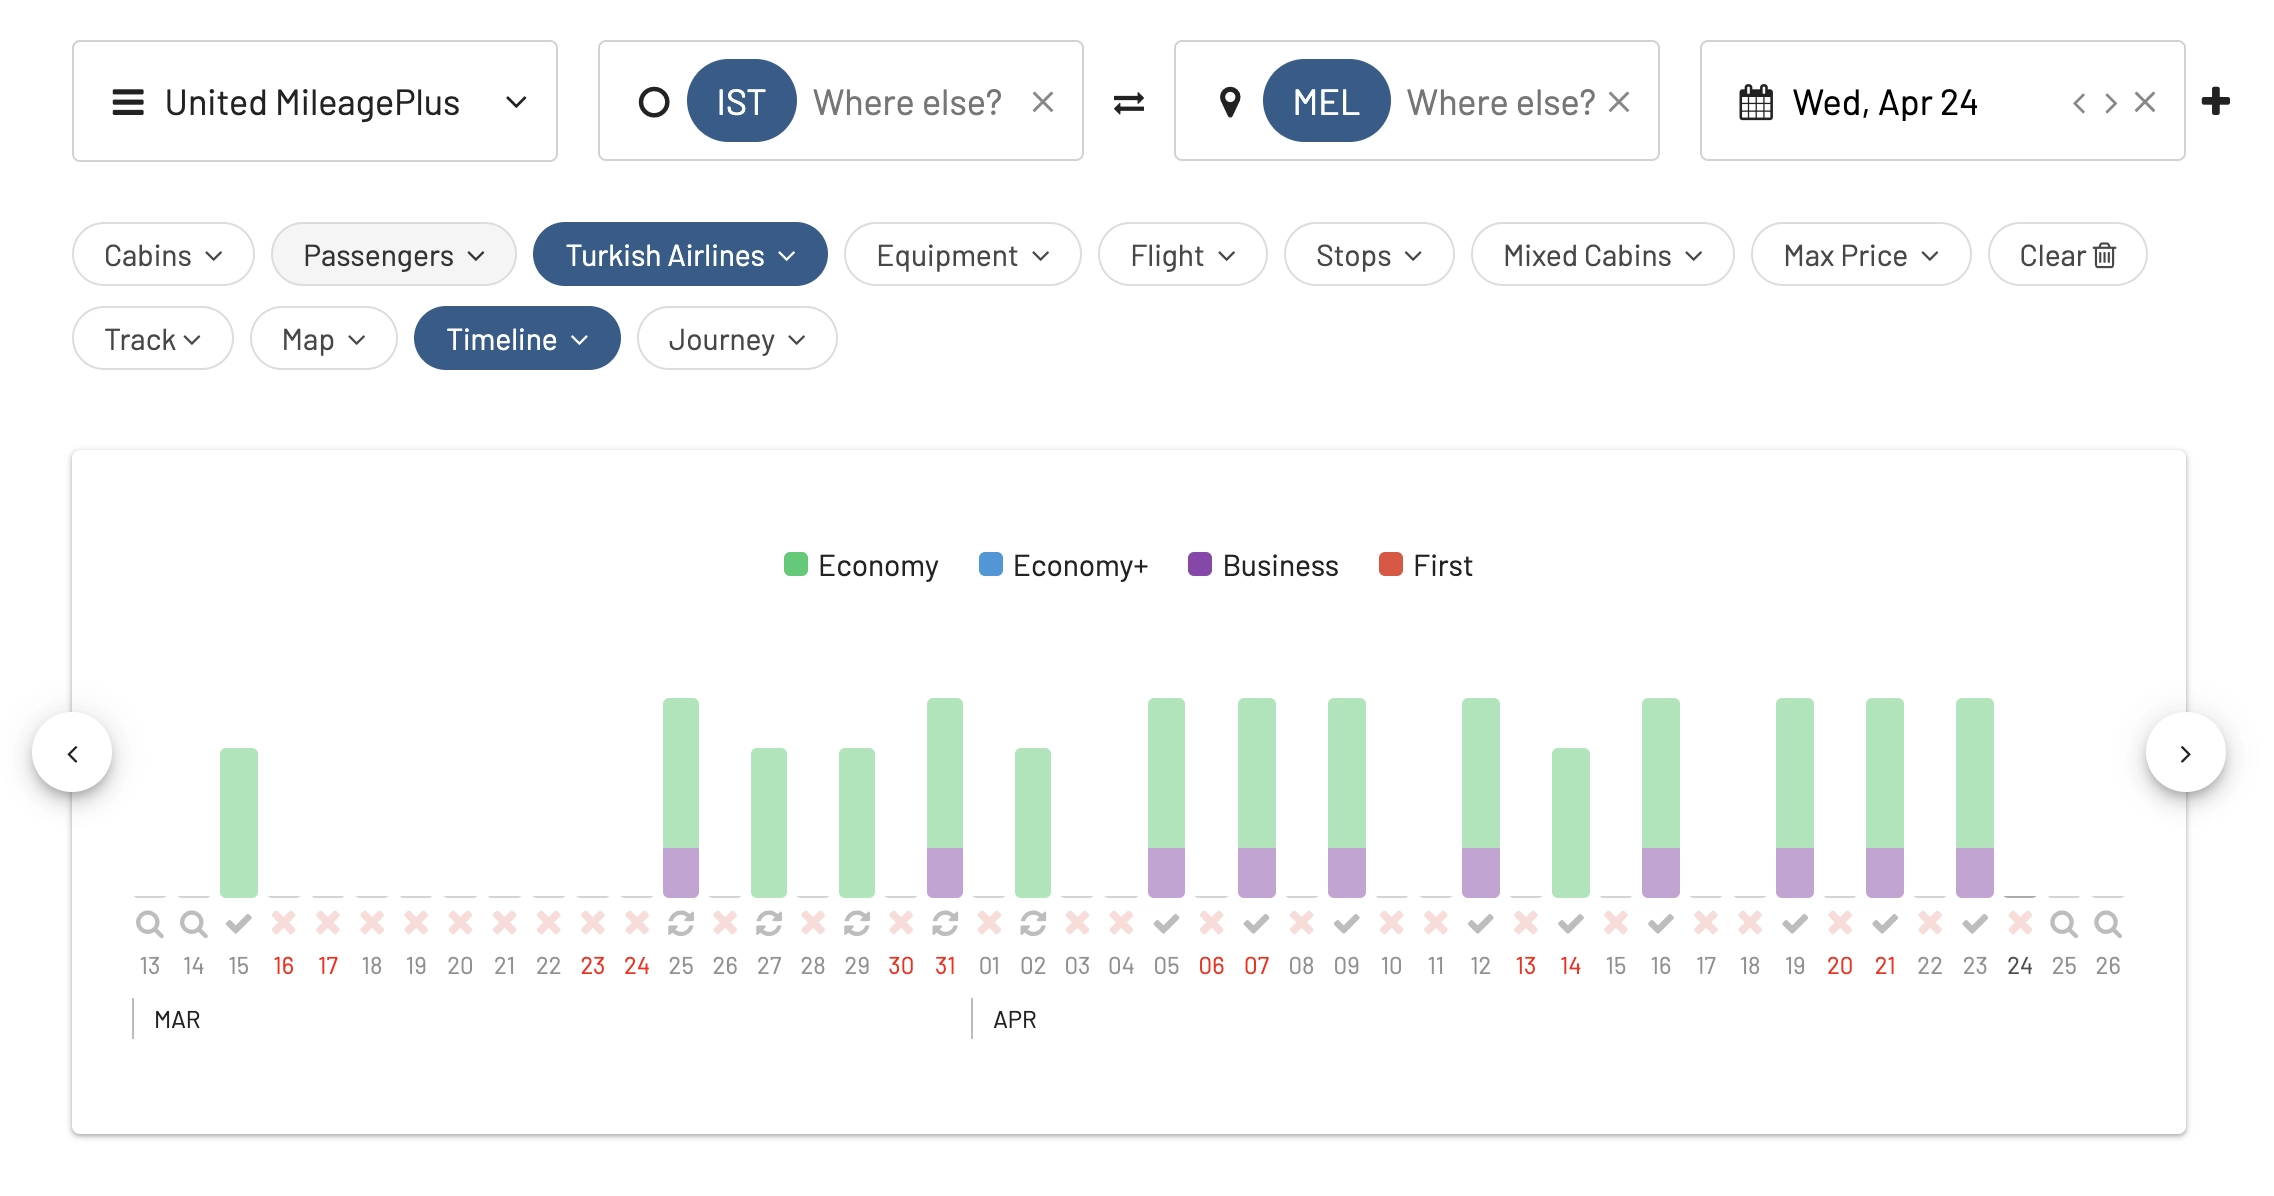 United MileagePlus IST Where else? MEL Where else? Wed, Apr 24
Cabins Passengers Turkish Airlines Equipment Flight Stops Mixed Cabins Max Price Clear
Track Map Timeline Journey
Economy Economy+ Business First
13 14 15 16 17 18 19 20 21 22 23 24 25 26 27 28 29 30 31 01 02 03 04 05 06 07 08 09 10 11 12 13 14 15 16 17 18 19 20 21 22 23 24 25 26
MAR APR